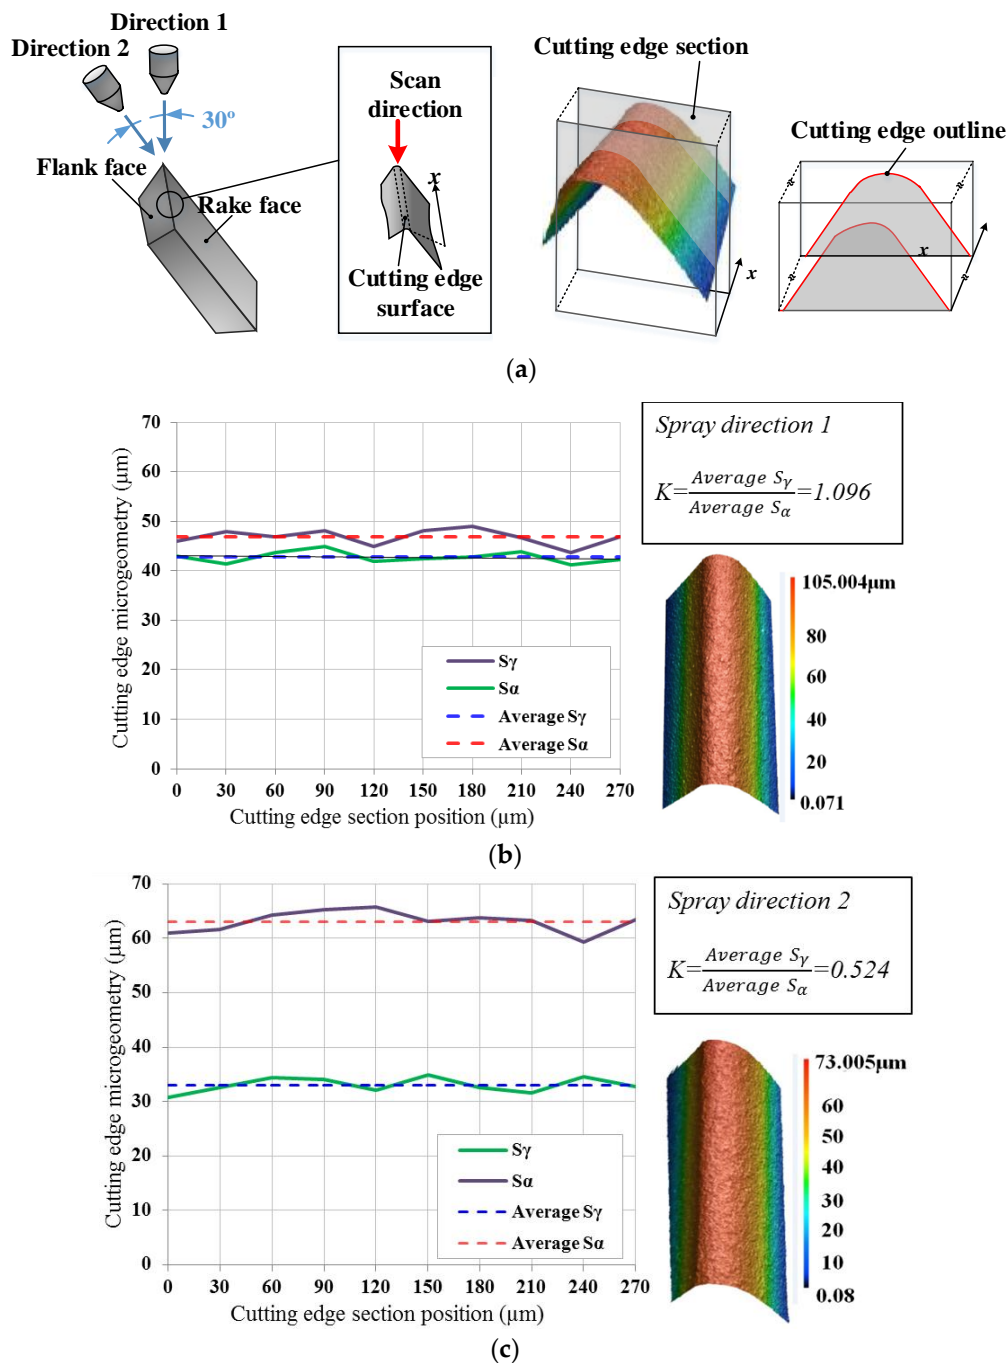 Direction 1
Direction 2
30º
Flank face
Rake face
Scan
direction
x
Cutting edge
surface
Cutting edge section
x
Cutting edge outline
x
(a)
Cutting edge microgeometry (µm)
70
60
50
40
30
20
10
0
0 30 60 90 120 150 180 210 240 270
Cutting edge section position (µm)
Sγ
Sα
Average Sγ
Average Sα
Spray direction 1
K=Average Sγ/Average Sα=1.096
105.004µm
80
60
40
20
0.071
(b)
Cutting edge microgeometry (µm)
70
60
50
40
30
20
10
0
0 30 60 90 120 150 180 210 240 270
Cutting edge section position (µm)
Sγ
Sα
Average Sγ
Average Sα
Spray direction 2
K=Average Sγ/Average Sα=0.524
73.005µm
60
50
40
30
20
10
0.08
(c)